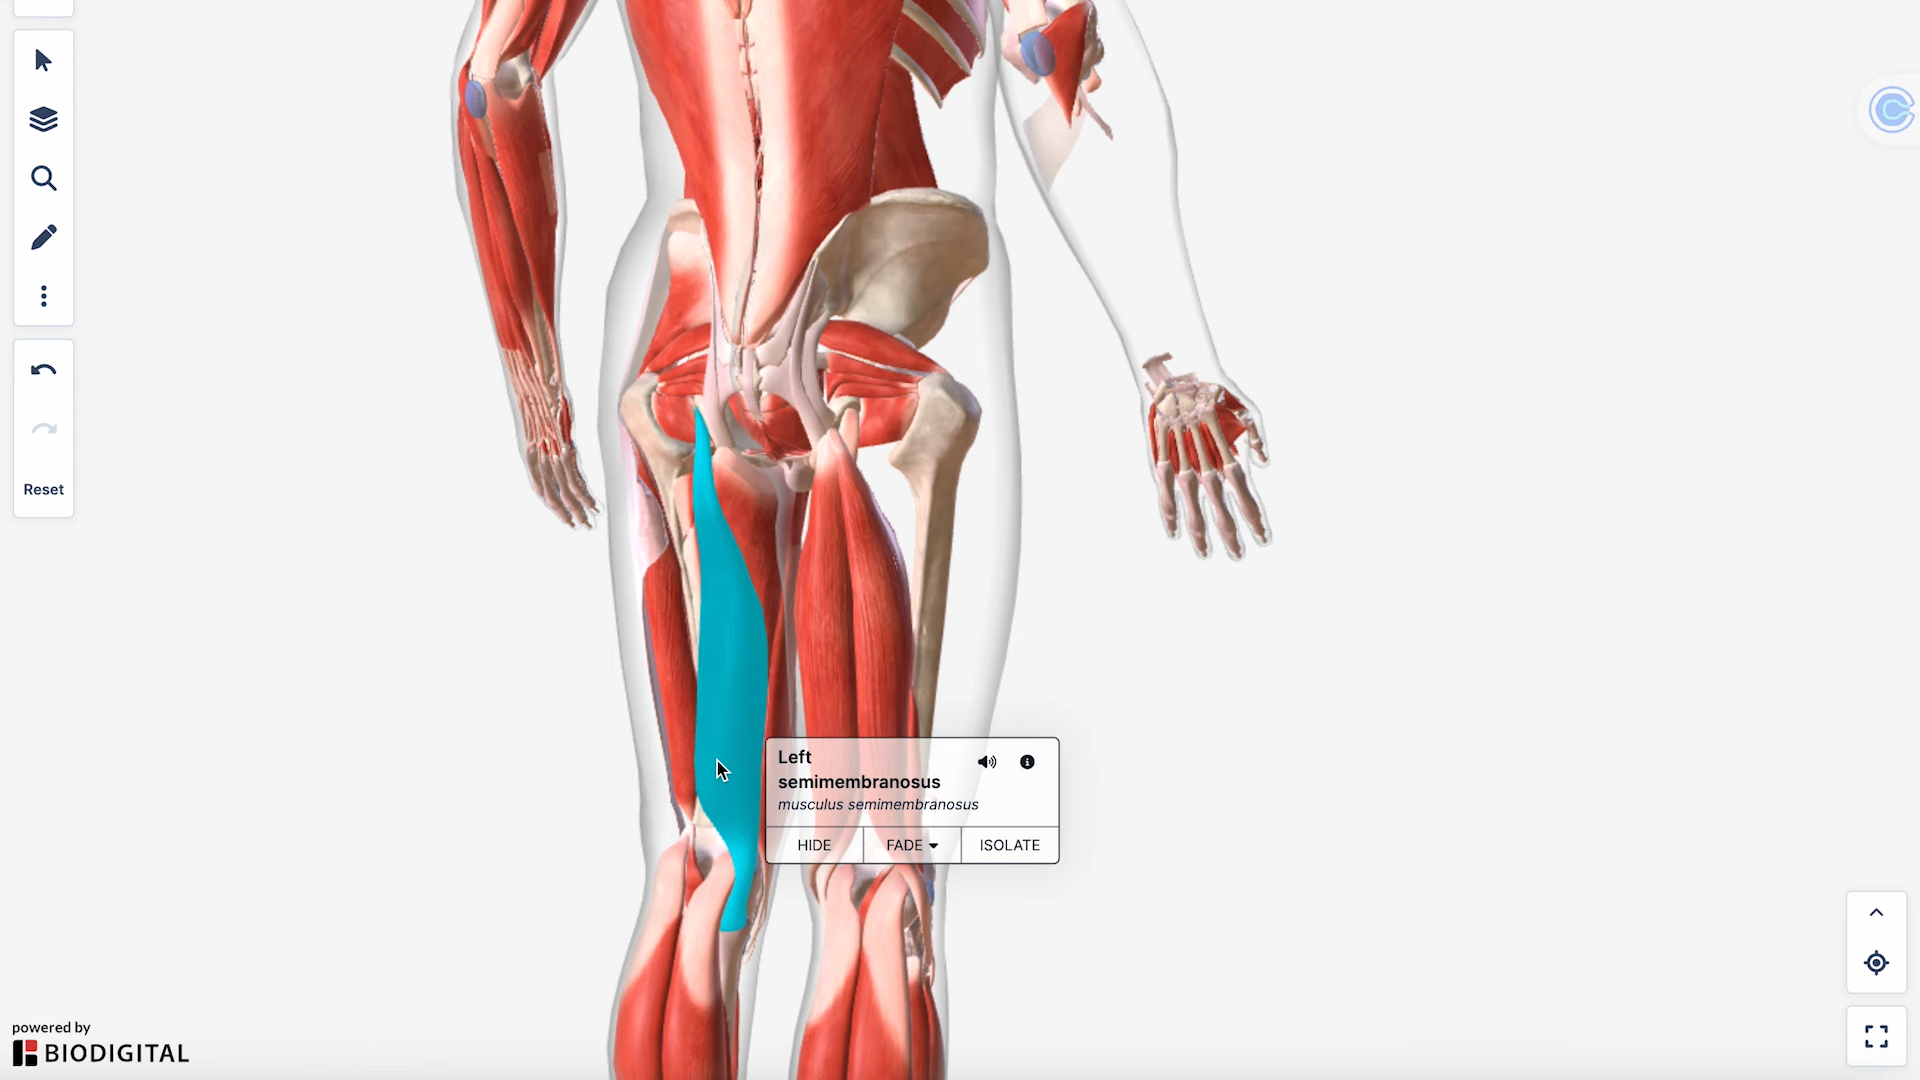 Reset
Left
semimembranosus
musculus semimembranosus
HIDE
FADE
ISOLATE
powered by
BIODIGITAL